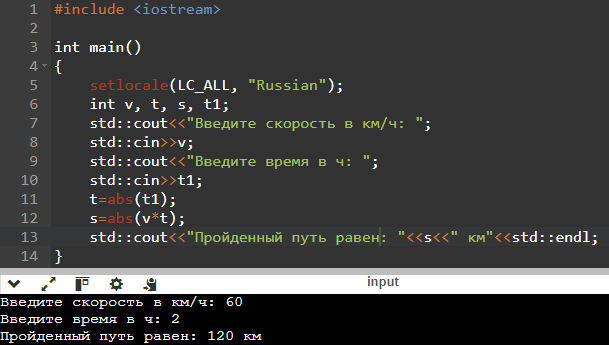 1 #include <iostream>
2
3 int main()
4 {
5 setlocale(LC_ALL, "Russian");
6 int v, t, s, t1;
7 std::cout<<"Введите скорость в км/ч: ";
8 std::cin>>v;
9 std::cout<<"Введите время в ч: ";
10 std::cin>>t1;
11 t=abs(t1);
12 s=abs(v*t);
13 std::cout<<"Пройденный путь равен: "<<s<<" км"<<std::endl;
14 }
input
Введите скорость в км/ч: 60
Введите время в ч: 2
Пройденный путь равен: 120 км